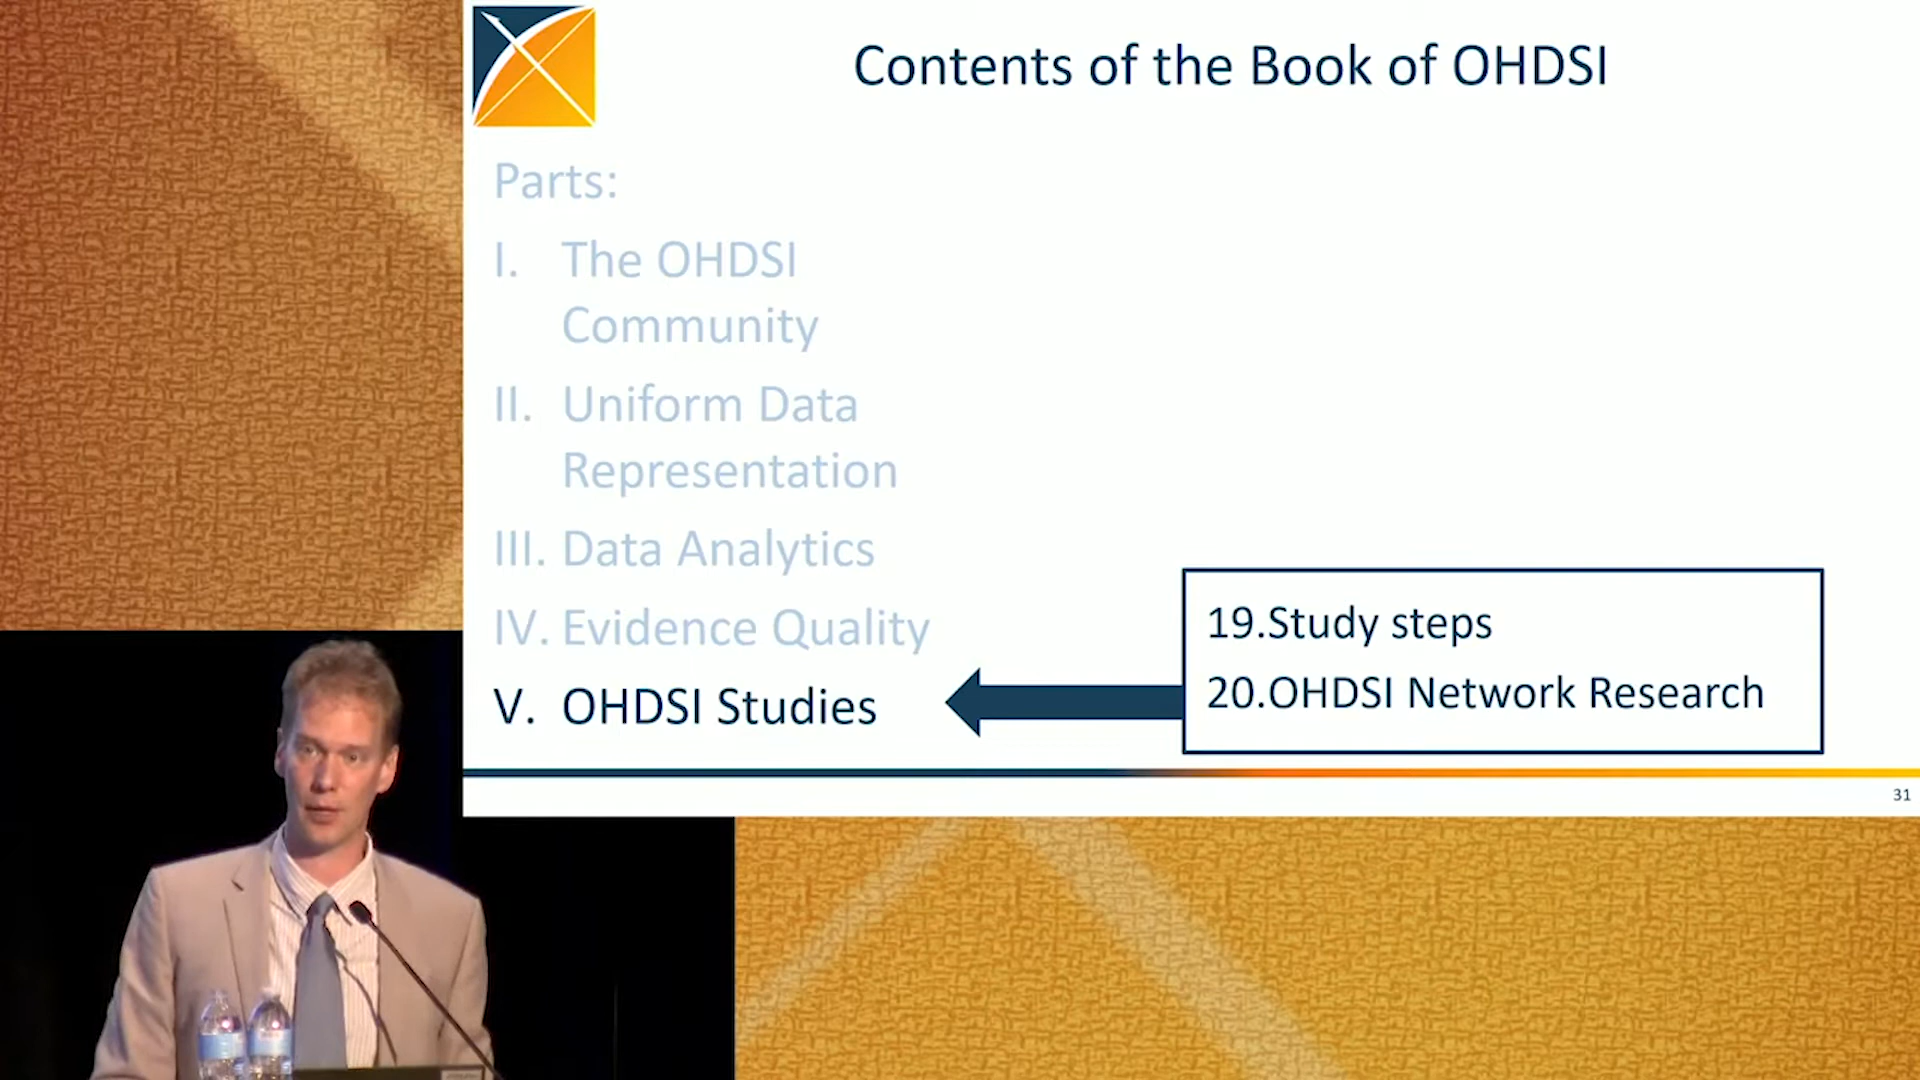 Contents of the Book of OHDSI
Parts:
I. The OHDSI
Community
II. Uniform Data
Representation
III. Data Analytics
IV. Evidence Quality
V. OHDSI Studies
19.Study steps
20.OHDSI Network Research
31